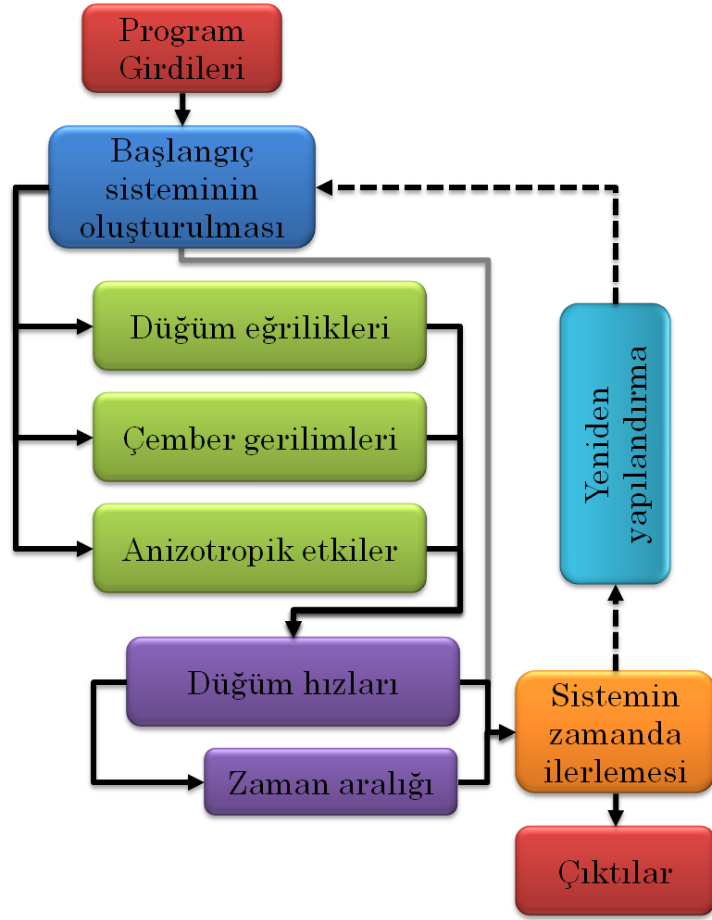 Program
Girdileri
Başlangıç
sisteminin
oluşturulması
Düğüm eğrilikleri
Çember gerilimleri
Anizotropik etkiler
Düğüm hızları
Zaman aralığı
Yeniden
yapılandırma
Sistemin
zamanda
ilerlemesi
Çıktılar